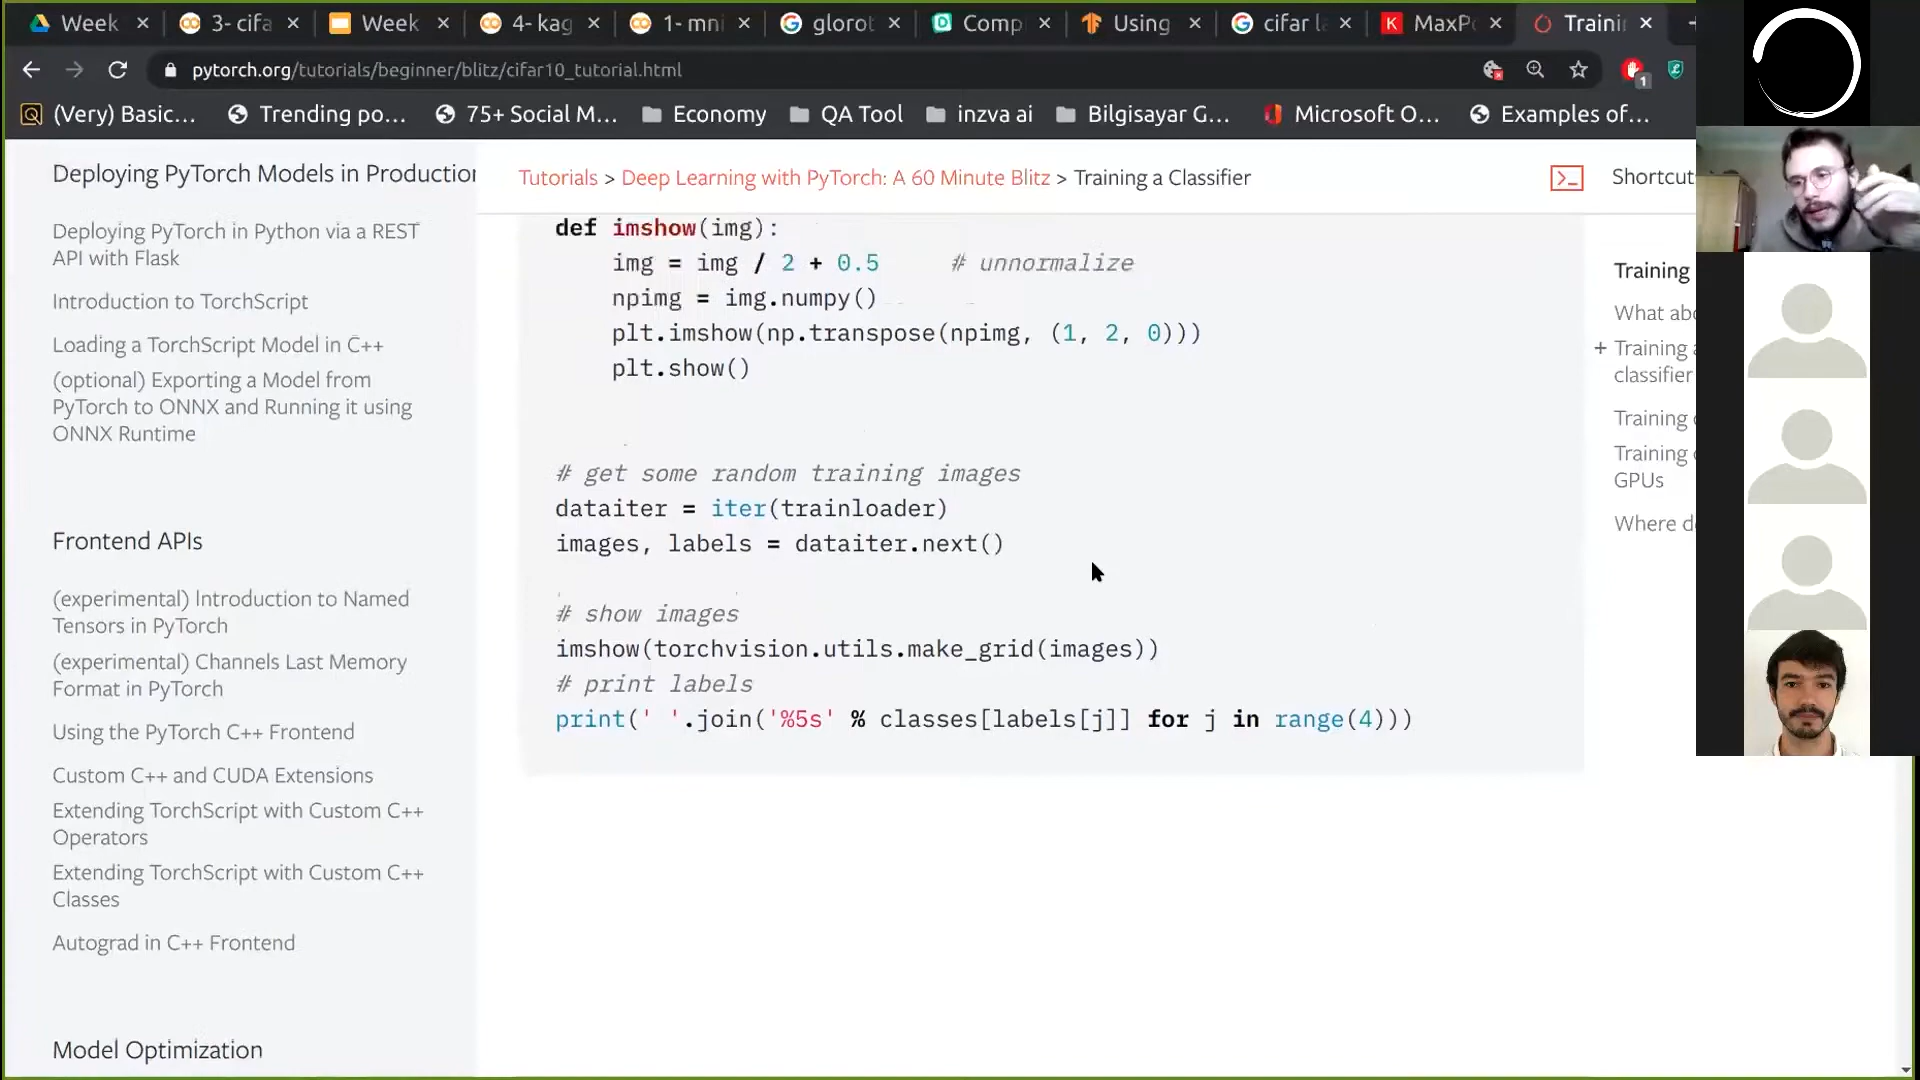 Week
3- cifa
Week
4- kag
1- mni
glorot
Comp
Using
cifar la
MaxPo
Trainin
pytorch.org/tutorials/beginner/blitz/cifar10_tutorial.html
1
(Very) Basic...
Trending po...
75+ Social M...
Economy
QA Tool
inzva ai
Bilgisayar G...
Microsoft O...
Examples of...
Deploying PyTorch Models in Production
Deploying PyTorch in Python via a REST
API with Flask
Introduction to TorchScript
Loading a TorchScript Model in C++
(optional) Exporting a Model from
PyTorch to ONNX and Running it using
ONNX Runtime
Frontend APIs
(experimental) Introduction to Named
Tensors in PyTorch
(experimental) Channels Last Memory
Format in PyTorch
Using the PyTorch C++ Frontend
Custom C++ and CUDA Extensions
Extending TorchScript with Custom C++
Operators
Extending TorchScript with Custom C++
Classes
Autograd in C++ Frontend
Model Optimization
Tutorials > Deep Learning with PyTorch: A 60 Minute Blitz > Training a Classifier
Shortcut
def imshow(img):
img = img / 2 + 0.5 # unnormalize
npimg = img.numpy()
plt.imshow(np.transpose(npimg, (1, 2, 0)))
plt.show()
# get some random training images
dataiter = iter(trainloader)
images, labels = dataiter.next()
# show images
imshow(torchvision.utils.make_grid(images))
# print labels
print(' '.join('%5s' % classes[labels[j]] for j in range(4)))
Training
What abo
+ Training a
classifier
Training o
Training o
GPUs
Where do